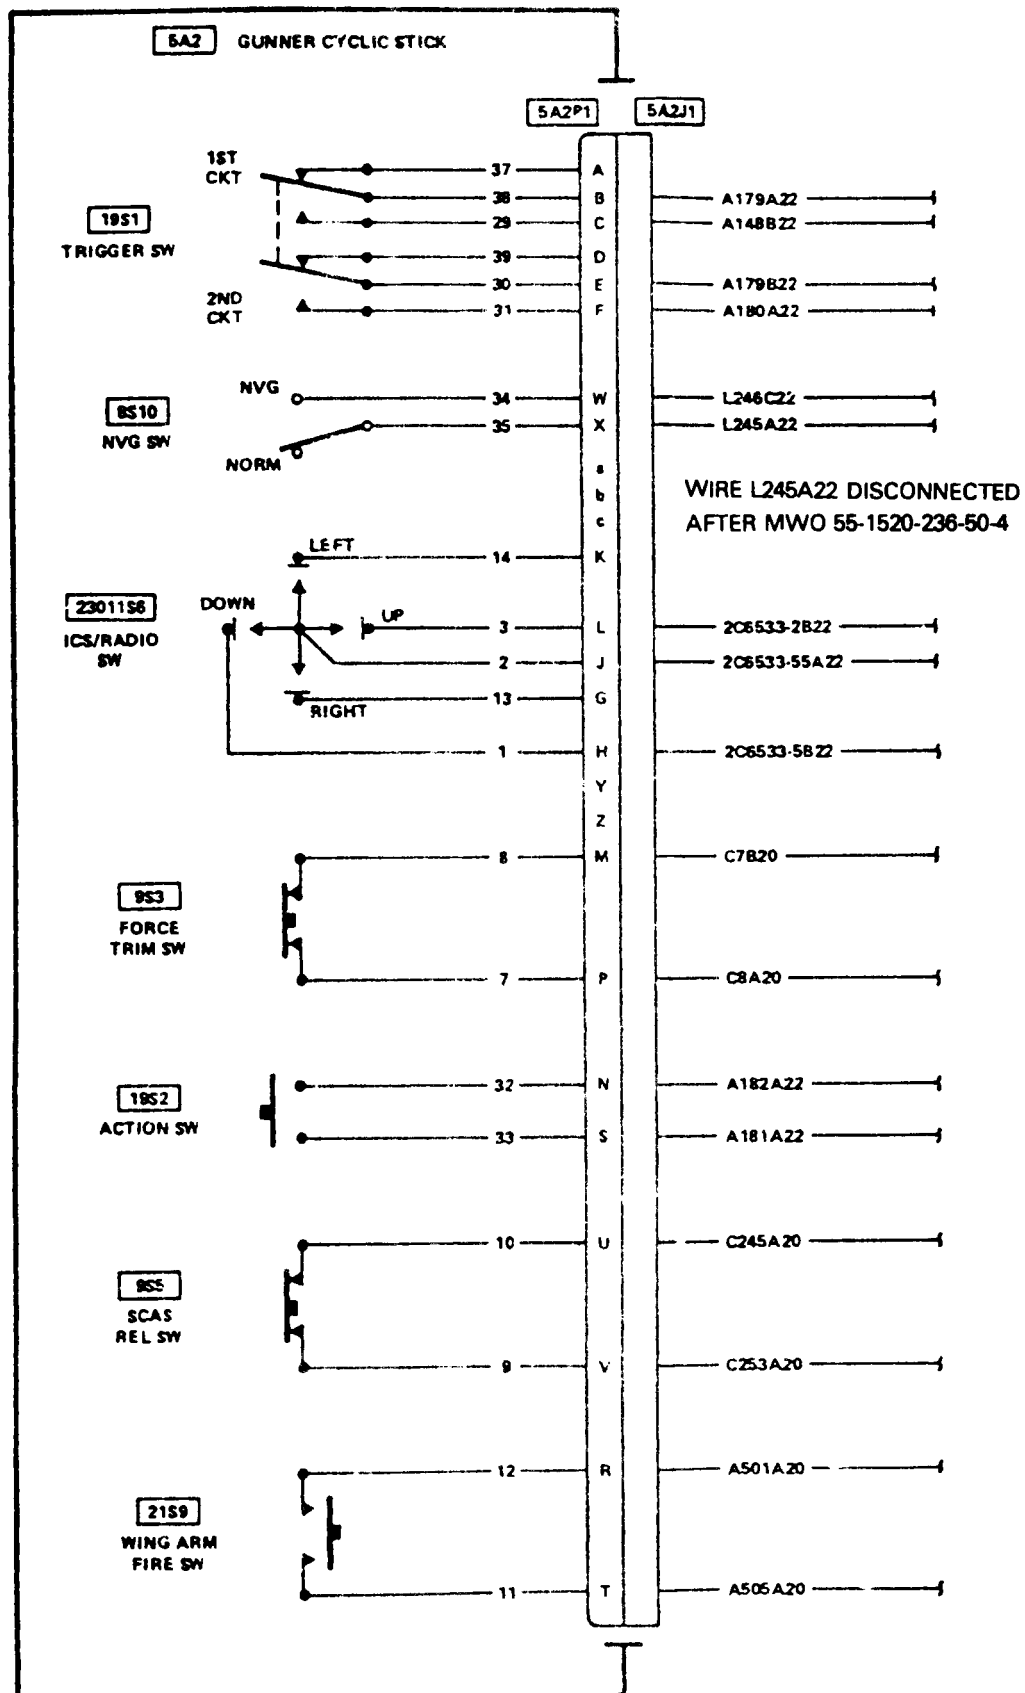 5A2 GUNNER CYCLIC STICK
5A2P1 5A2J1
1ST
CKT
37 A
38 B A179A22
19S1
TRIGGER SW
29 C A148B22
39 D
30 E A179B22
2ND
CKT
31 F A180A22
NVG 34 W L246C22
8S10
NVG SW
35 X L245A22
NORM
a
b
c
WIRE L245A22 DISCONNECTED
AFTER MWO 55-1520-236-50-4
LEFT 14 K
23011S6
ICS/RADIO
SW
DOWN
UP 3 L 2C6533-2B22
2 J 2C6533-55A22
RIGHT 13 G
1 H 2C6533-5B22
Y
Z
8 M C7B20
9S3
FORCE
TRIM SW
7 P C8A20
32 N A182A22
19S2
ACTION SW
33 S A181A22
10 U C245A20
9S5
SCAS
REL SW
9 V C253A20
12 R A501A20
21S9
WING ARM
FIRE SW
11 T A505A20